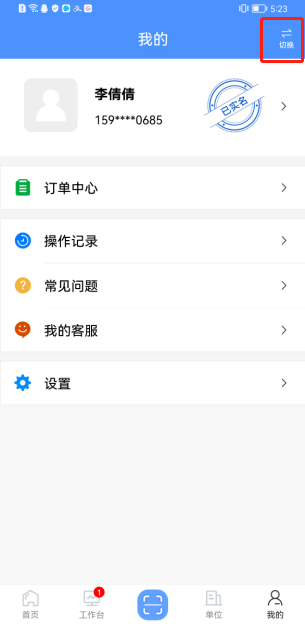 5:23
我的
切换
李倩倩
159****0685
已实名
订单中心
操作记录
常见问题
我的客服
设置
1
首页
工作台
单位
我的